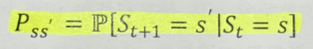 P_{ss'} = ℙ[S_{t+1} = s' | S_t = s]